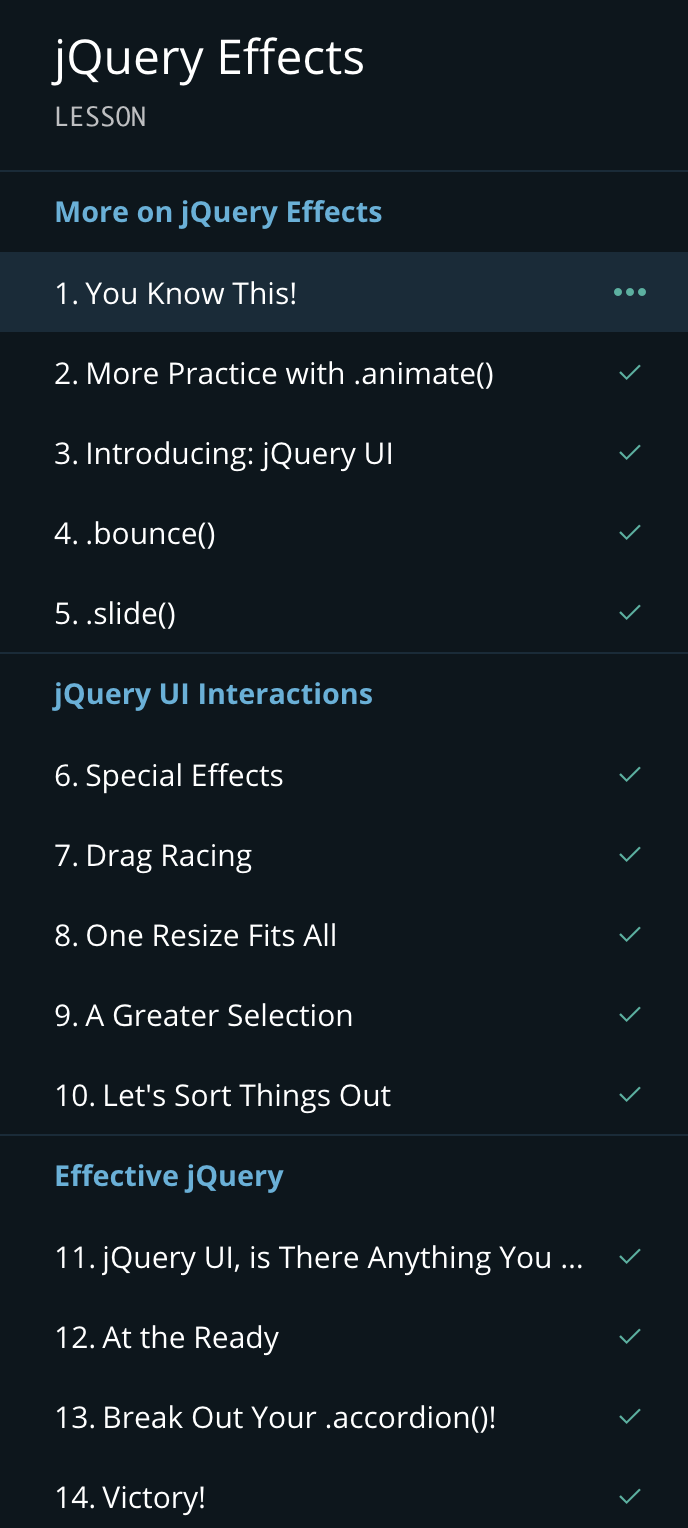 jQuery Effects
LESSON
More on jQuery Effects
1. You Know This!
2. More Practice with .animate()
3. Introducing: jQuery UI
4. .bounce()
5. .slide()
jQuery UI Interactions
6. Special Effects
7. Drag Racing
8. One Resize Fits All
9. A Greater Selection
10. Let's Sort Things Out
Effective jQuery
11. jQuery UI, is There Anything You ...
12. At the Ready
13. Break Out Your .accordion()!
14. Victory!